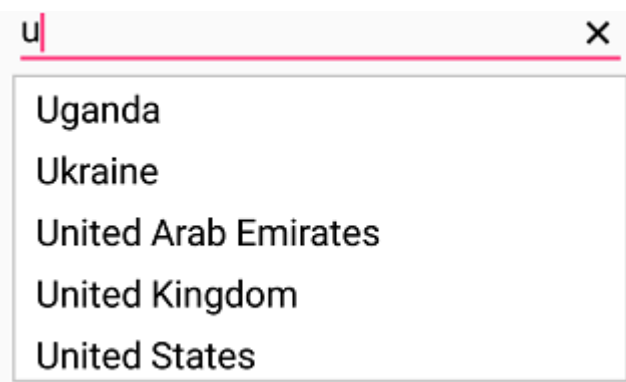 u
Uganda
Ukraine
United Arab Emirates
United Kingdom
United States